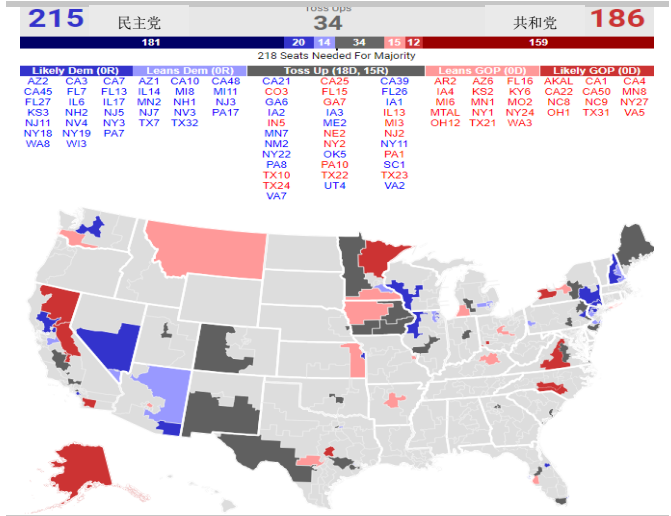 Toss Ups
215 民主党 34 共和党 186
181 20 14 34 15 12 159
218 Seats Needed For Majority
Likely Dem (0R) Leans Dem (0R) Toss Up (18D, 15R) Leans GOP (0D) Likely GOP (0D)
AZ2 CA3 CA7 AZ1 CA10 CA48 CA21 CA25 CA39 AR2 AZ6 FL16 AKAL CA1 CA4
CA45 FL7 FL13 IL14 MI8 MI11 CO3 FL15 FL26 IA4 KS2 KY6 CA22 CA50 MN8
FL27 IL6 IL17 MN2 NH1 NJ3 GA6 GA7 IA1 MI6 MN1 MO2 NC8 NC9 NY27
KS3 NH2 NJ5 NJ7 NV3 PA17 IA2 IA3 IL13 MTAL NY1 NY24 OH1 TX31 VA5
NJ11 NV4 NY3 TX7 TX32 IN5 ME2 MI3 OH12 TX21 WA3
NY18 NY19 PA7 MN7 NE2 NJ2
WA8 WI3 NM2 NY2 NY11
NY22 OK5 PA1
PA8 PA10 SC1
TX10 TX22 TX23
TX24 UT4 VA2
VA7